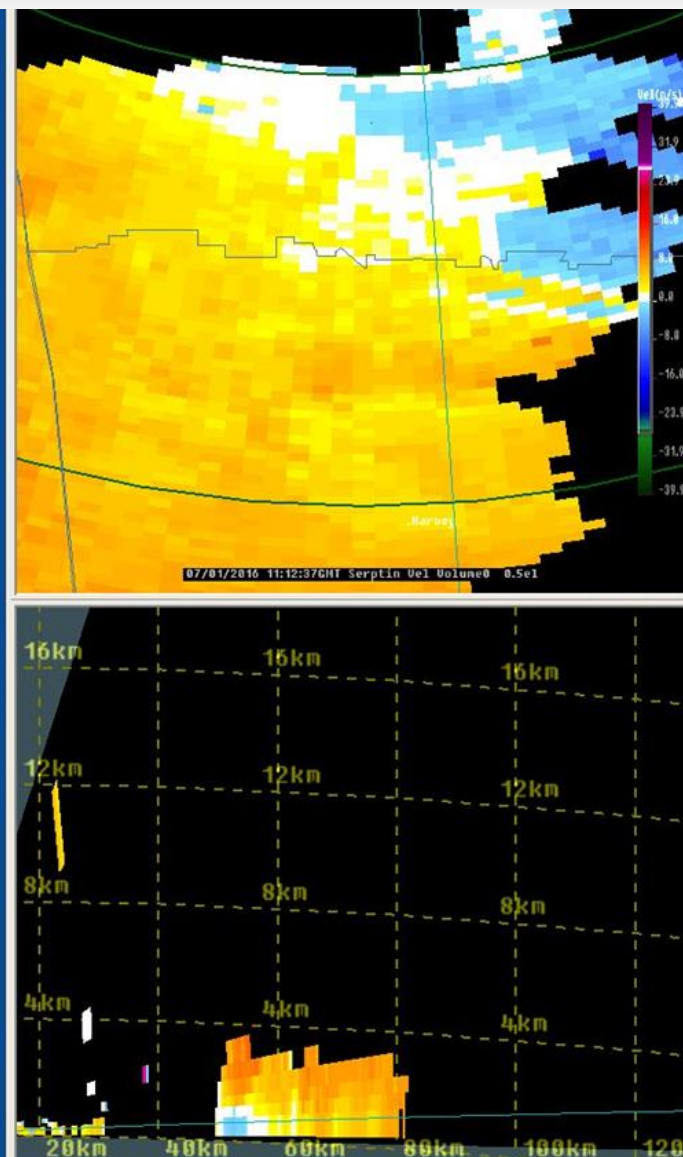 Vel(m/s)
39.9
31.9
23.9
16.0
8.0
0.0
-8.0
-16.0
-23.9
-31.9
-39.9
.Harvey
07/01/2016 11:12:37GMT Serptin Vel Volume0 0.5el
16km 16km 16km
12km 12km 12km
8km 8km 8km
4km 4km 4km
20km 40km 60km 80km 100km 120